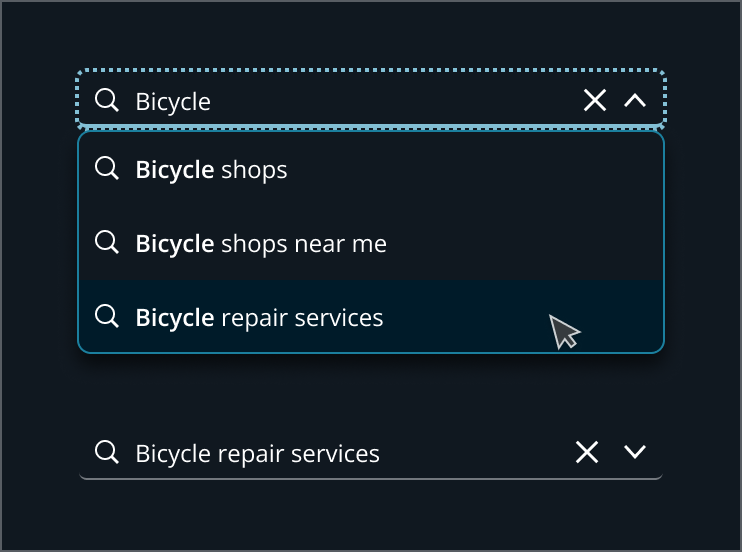 Bicycle
Bicycle shops
Bicycle shops near me
Bicycle repair services
Bicycle repair services